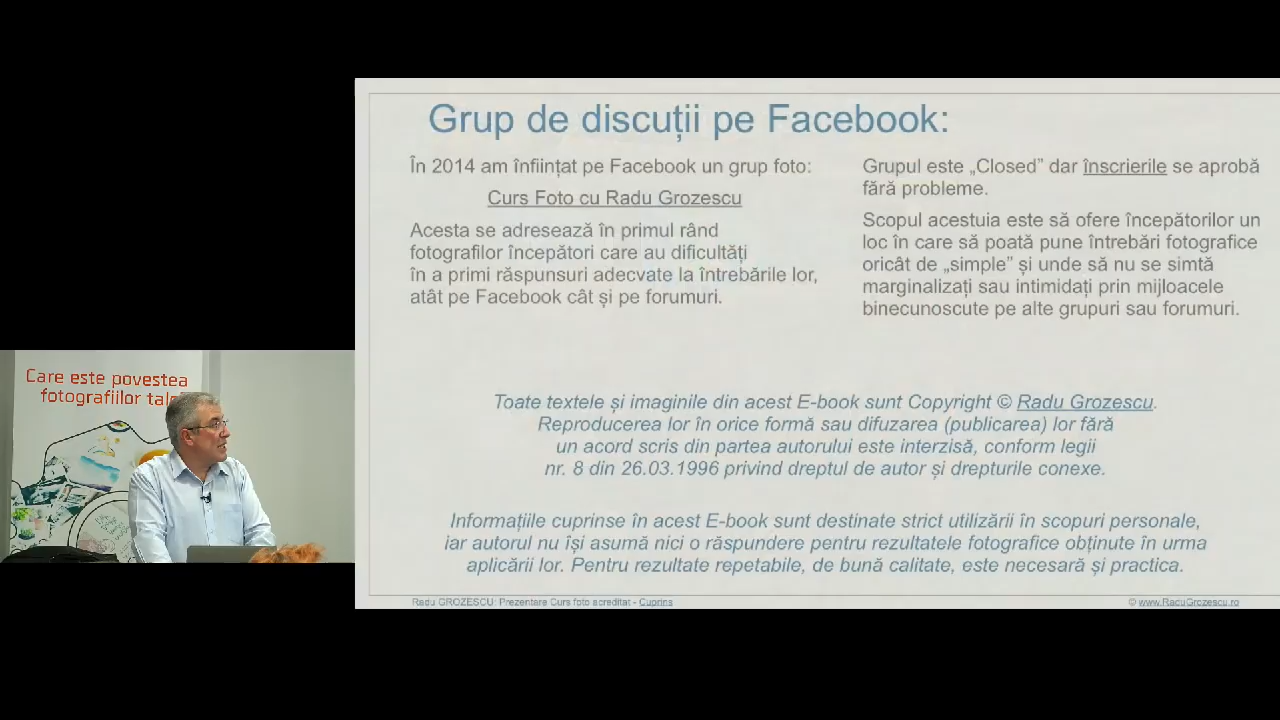 Grup de discuții pe Facebook:
În 2014 am înființat pe Facebook un grup foto:
Curs Foto cu Radu Grozescu
Acesta se adresează în primul rând
fotografilor începători care au dificultăți
în a primi răspunsuri adecvate la întrebările lor,
atât pe Facebook cât și pe forumuri.
Grupul este „Closed” dar înscrierile se aprobă
fără probleme.
Scopul acestuia este să ofere începătorilor un
loc în care să poată pune întrebări fotografice
oricât de „simple” și unde să nu se simtă
marginalizați sau intimidați prin mijloacele
binecunoscute pe alte grupuri sau forumuri.
Toate textele și imaginile din acest E-book sunt Copyright © Radu Grozescu.
Reproducerea lor în orice formă sau difuzarea (publicarea) lor fără
un acord scris din partea autorului este interzisă, conform legii
nr. 8 din 26.03.1996 privind dreptul de autor și drepturile conexe.
Informațiile cuprinse în acest E-book sunt destinate strict utilizării în scopuri personale,
iar autorul nu își asumă nici o răspundere pentru rezultatele fotografice obținute în urma
aplicării lor. Pentru rezultate repetabile, de bună calitate, este necesară și practica.
Radu GROZESCU: Prezentare Curs foto acreditat - Cuprins
© www.RaduGrozescu.ro
Care este povestea
fotografiilor tale